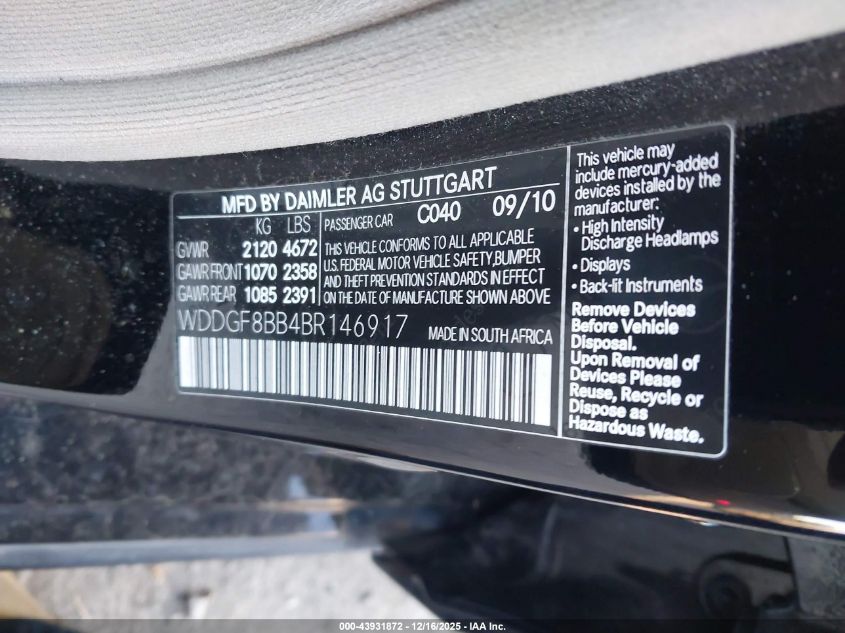 MFD BY DAIMLER AG STUTTGART
KG LBS
GVWR 2120 4672
GAWR FRONT 1070 2358
GAWR REAR 1085 2391
PASSENGER CAR C040 09/10
THIS VEHICLE CONFORMS TO ALL APPLICABLE
U.S. FEDERAL MOTOR VEHICLE SAFETY,BUMPER
AND THEFT PREVENTION STANDARDS IN EFFECT
ON THE DATE OF MANUFACTURE SHOWN ABOVE
WDDGF8BB4BR146917 MADE IN SOUTH AFRICA
This vehicle may
include mercury-added
devices installed by the
manufacturer:
• High Intensity
Discharge Headlamps
• Displays
• Back-lit Instruments
Remove Devices
Before Vehicle
Disposal.
Upon Removal of
Devices Please
Reuse, Recycle or
Dispose as
Hazardous Waste.
000-43931872 - 12/16/2025 - IAA Inc.